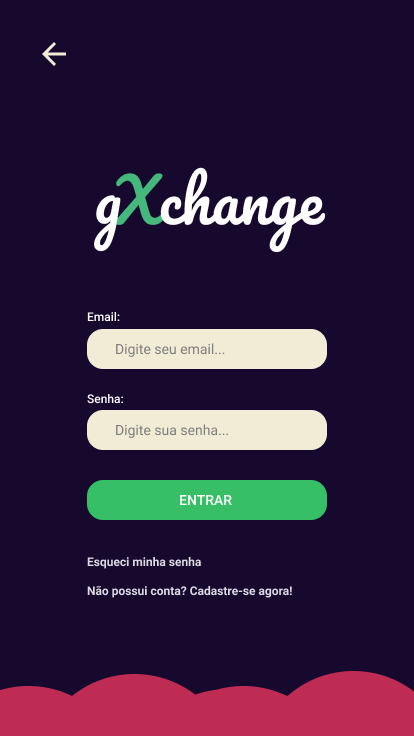 gXchange
Email:
Digite seu email...
Senha:
Digite sua senha...
ENTRAR
Esqueci minha senha
Não possui conta? Cadastre-se agora!